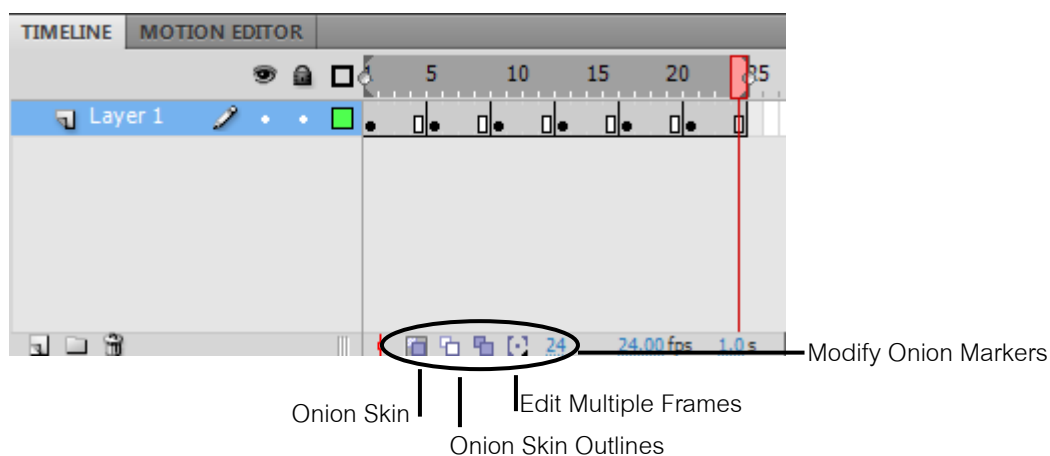 TIMELINE MOTION EDITOR
5 10 15 20
Layer 1
24 24.00 fps 1.0 s
Modify Onion Markers
Onion Skin
Edit Multiple Frames
Onion Skin Outlines